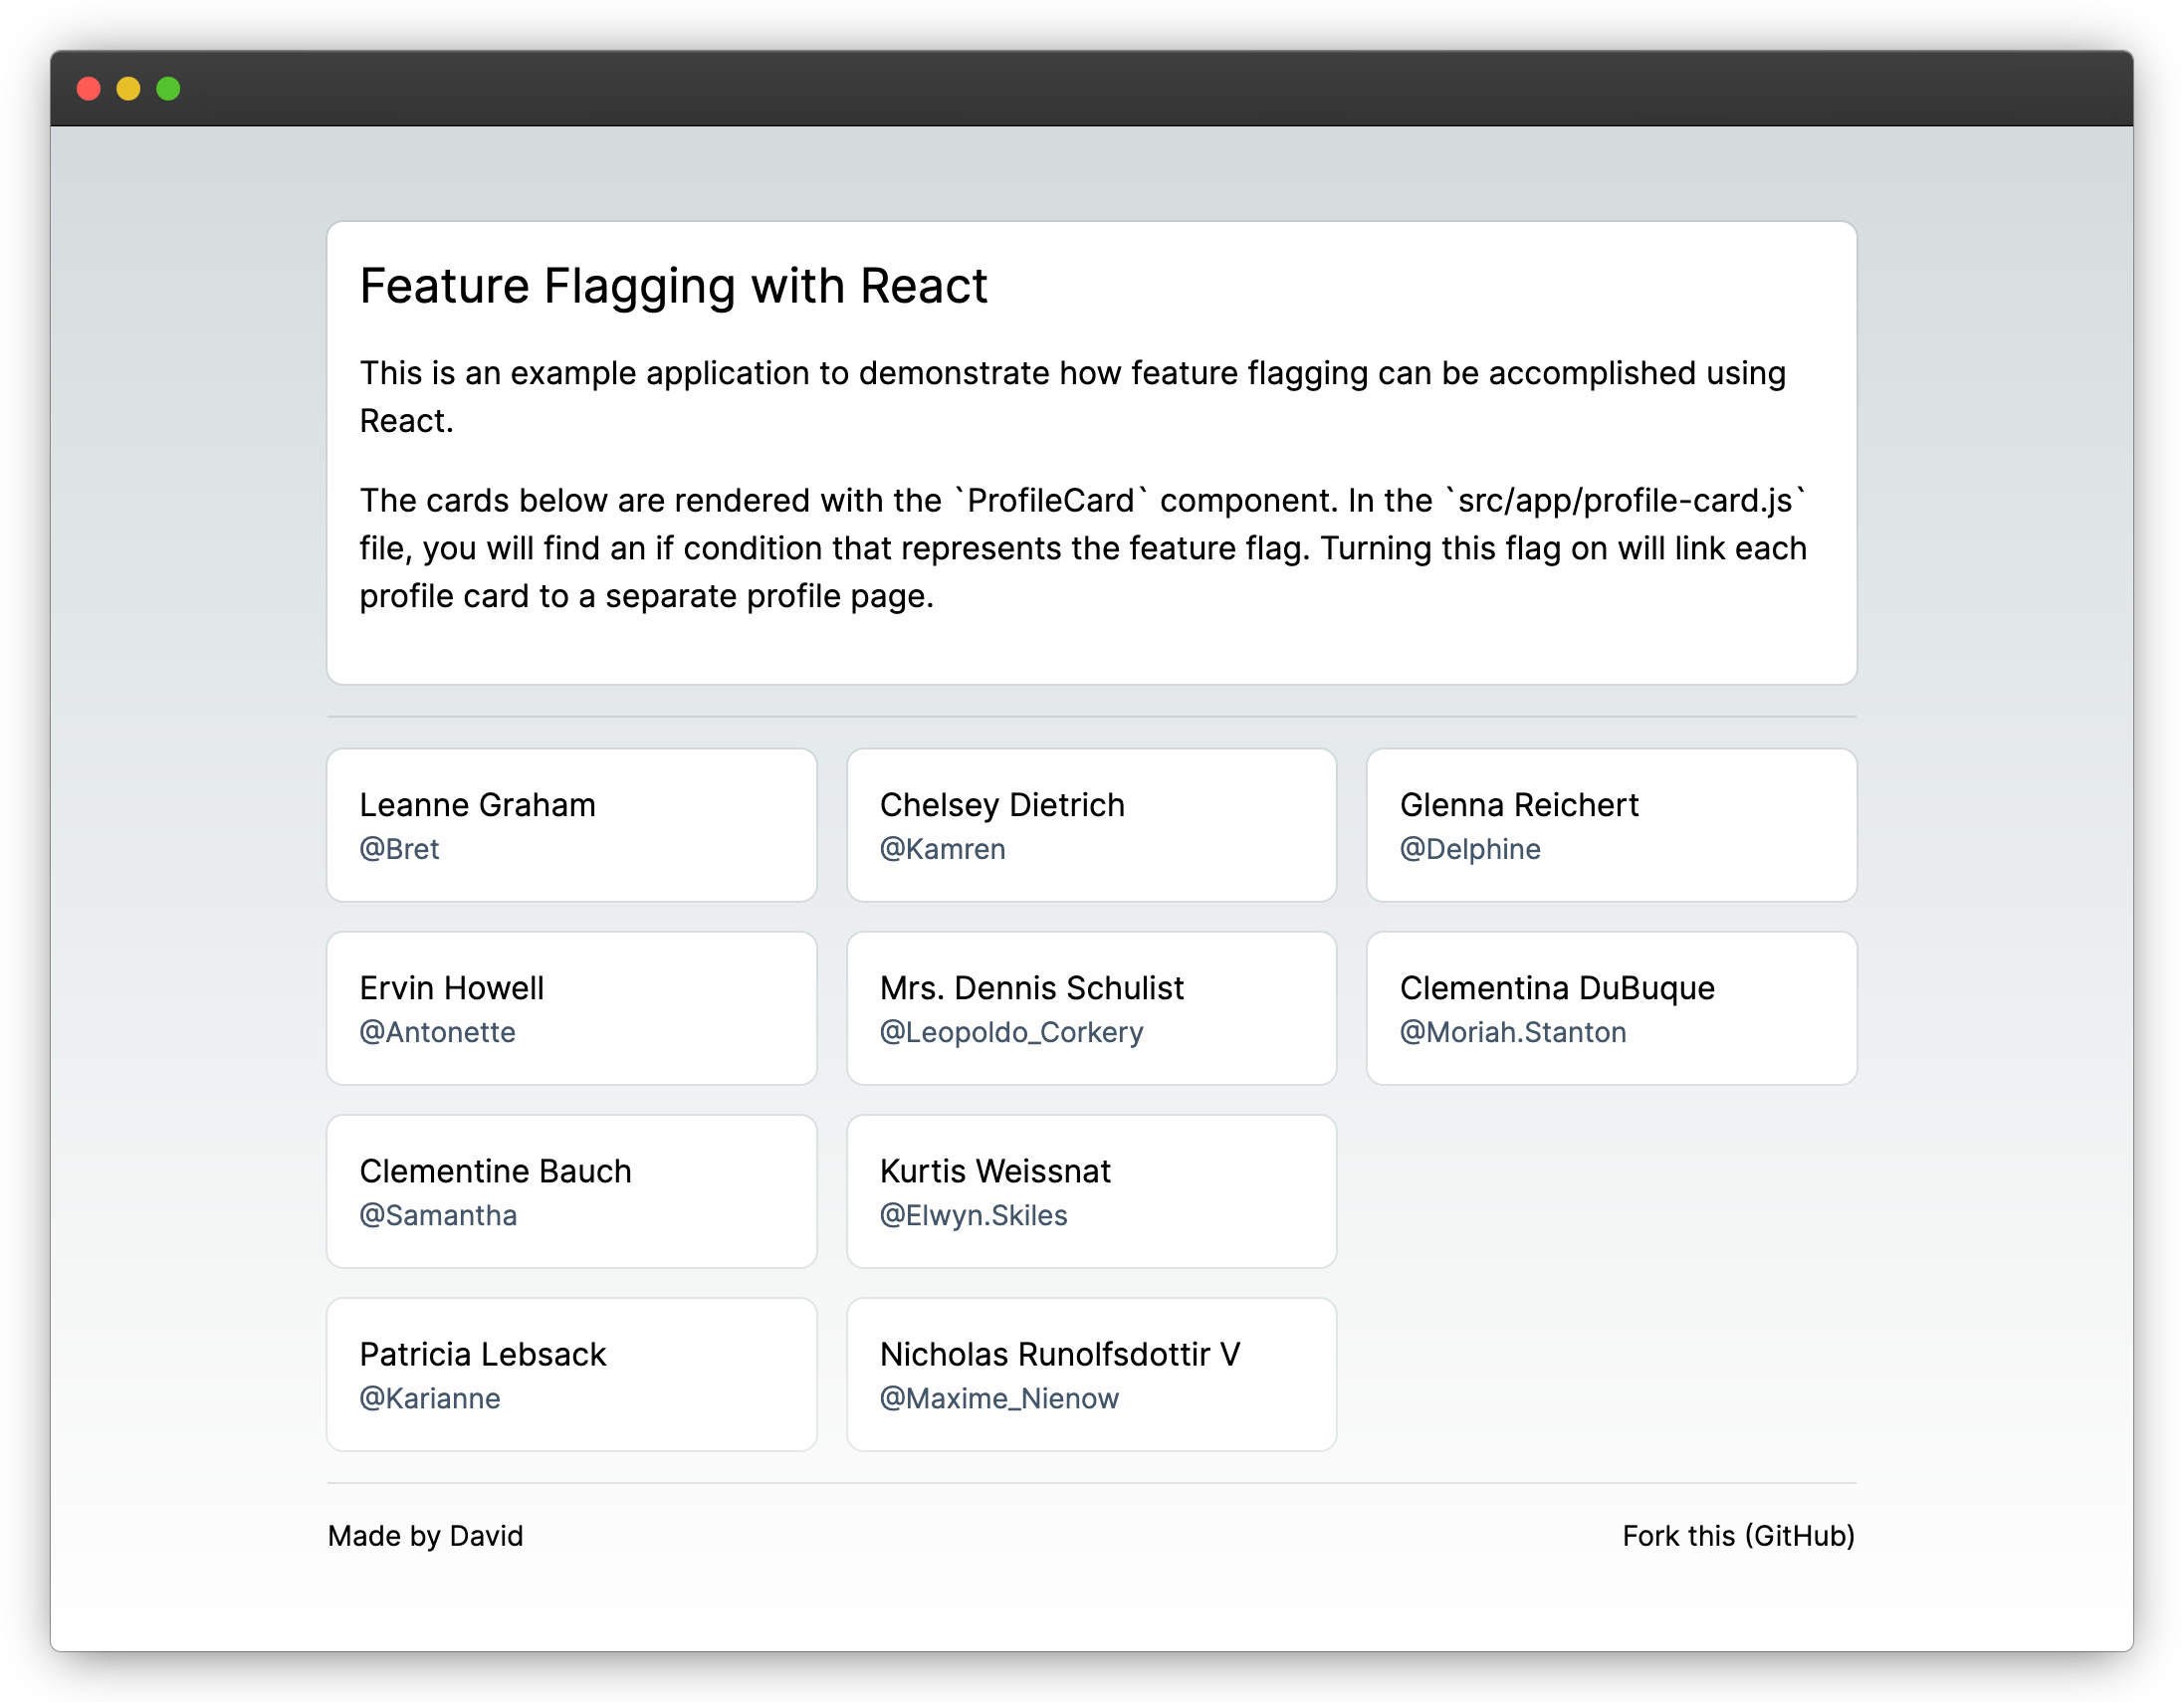 Feature Flagging with React
This is an example application to demonstrate how feature flagging can be accomplished using
React.
The cards below are rendered with the `ProfileCard` component. In the `src/app/profile-card.js`
file, you will find an if condition that represents the feature flag. Turning this flag on will link each
profile card to a separate profile page.
Leanne Graham
@Bret
Chelsey Dietrich
@Kamren
Glenna Reichert
@Delphine
Ervin Howell
@Antonette
Mrs. Dennis Schulist
@Leopoldo_Corkery
Clementina DuBuque
@Moriah.Stanton
Clementine Bauch
@Samantha
Kurtis Weissnat
@Elwyn.Skiles
Patricia Lebsack
@Karianne
Nicholas Runolfsdottir V
@Maxime_Nienow
Made by David
Fork this (GitHub)